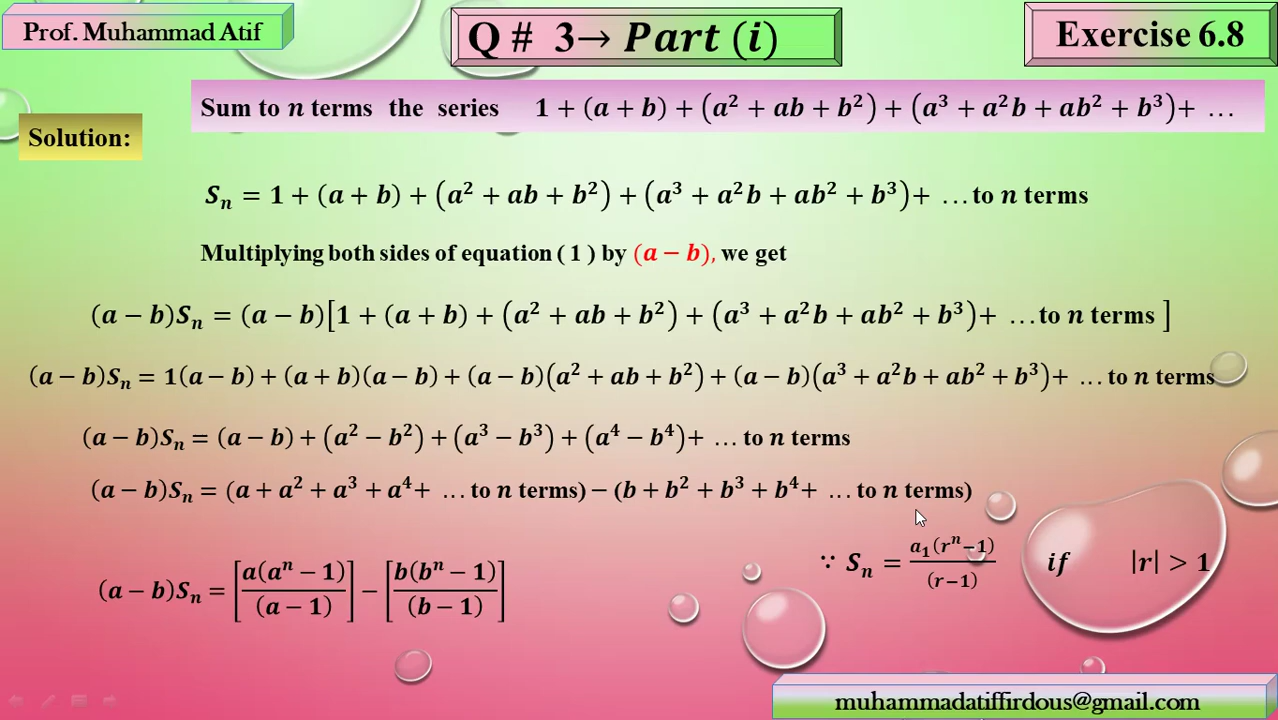 Prof. Muhammad Atif
Q # 3→ Part (i)
Exercise 6.8
Sum to n terms the series 1 + (a + b) + (a² + ab + b²) + (a³ + a²b + ab² + b³)+ …
Solution:
Sₙ = 1 + (a + b) + (a² + ab + b²) + (a³ + a²b + ab² + b³)+ … to n terms
Multiplying both sides of equation ( 1 ) by (a − b), we get
(a − b)Sₙ = (a − b)[1 + (a + b) + (a² + ab + b²) + (a³ + a²b + ab² + b³)+ … to n terms ]
(a − b)Sₙ = 1(a − b) + (a + b)(a − b) + (a − b)(a² + ab + b²) + (a − b)(a³ + a²b + ab² + b³)+ … to n terms
(a − b)Sₙ = (a − b) + (a² − b²) + (a³ − b³) + (a⁴ − b⁴)+ … to n terms
(a − b)Sₙ = (a + a² + a³ + a⁴+ … to n terms) − (b + b² + b³ + b⁴+ … to n terms)
∵ Sₙ = a₁(rⁿ−1)/(r−1) if |r| > 1
(a − b)Sₙ = [a(aⁿ − 1)/(a − 1)] − [b(bⁿ − 1)/(b − 1)]
muhammadatiffirdous@gmail.com